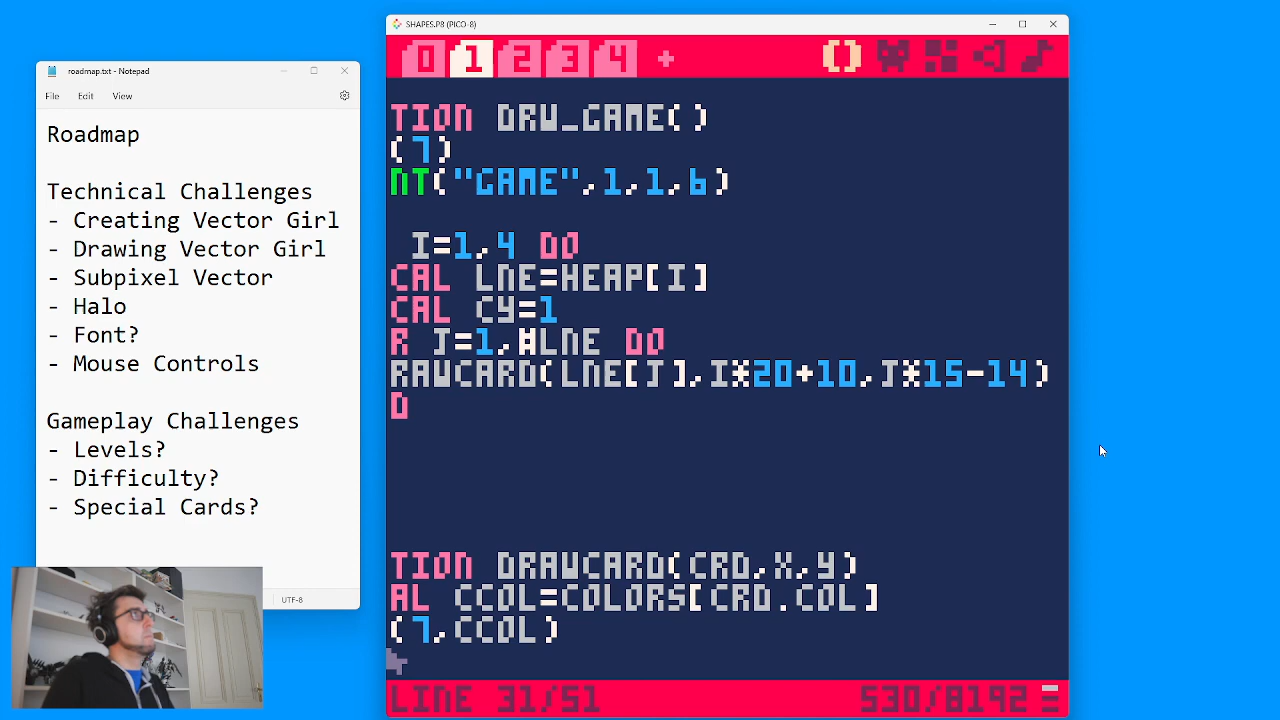 roadmap.txt - Notepad
File Edit View
Roadmap
Technical Challenges
- Creating Vector Girl
- Drawing Vector Girl
- Subpixel Vector
- Halo
- Font?
- Mouse Controls
Gameplay Challenges
- Levels?
- Difficulty?
- Special Cards?
UTF-8
SHAPES.P8 (PICO-8)
0 1 2 3 4 +
TION DRW_GAME()
(7)
NT("GAME",1,1,6)
I=1,4 DO
CAL LNE=HEAP[I]
CAL CY=1
R J=1,#LNE DO
RAWCARD(LNE[J],I*20+10,J*15-14)
D
TION DRAWCARD(CRD,X,Y)
AL CCOL=COLORS[CRD.COL]
(7,CCOL)
LINE 31/51
530/8192